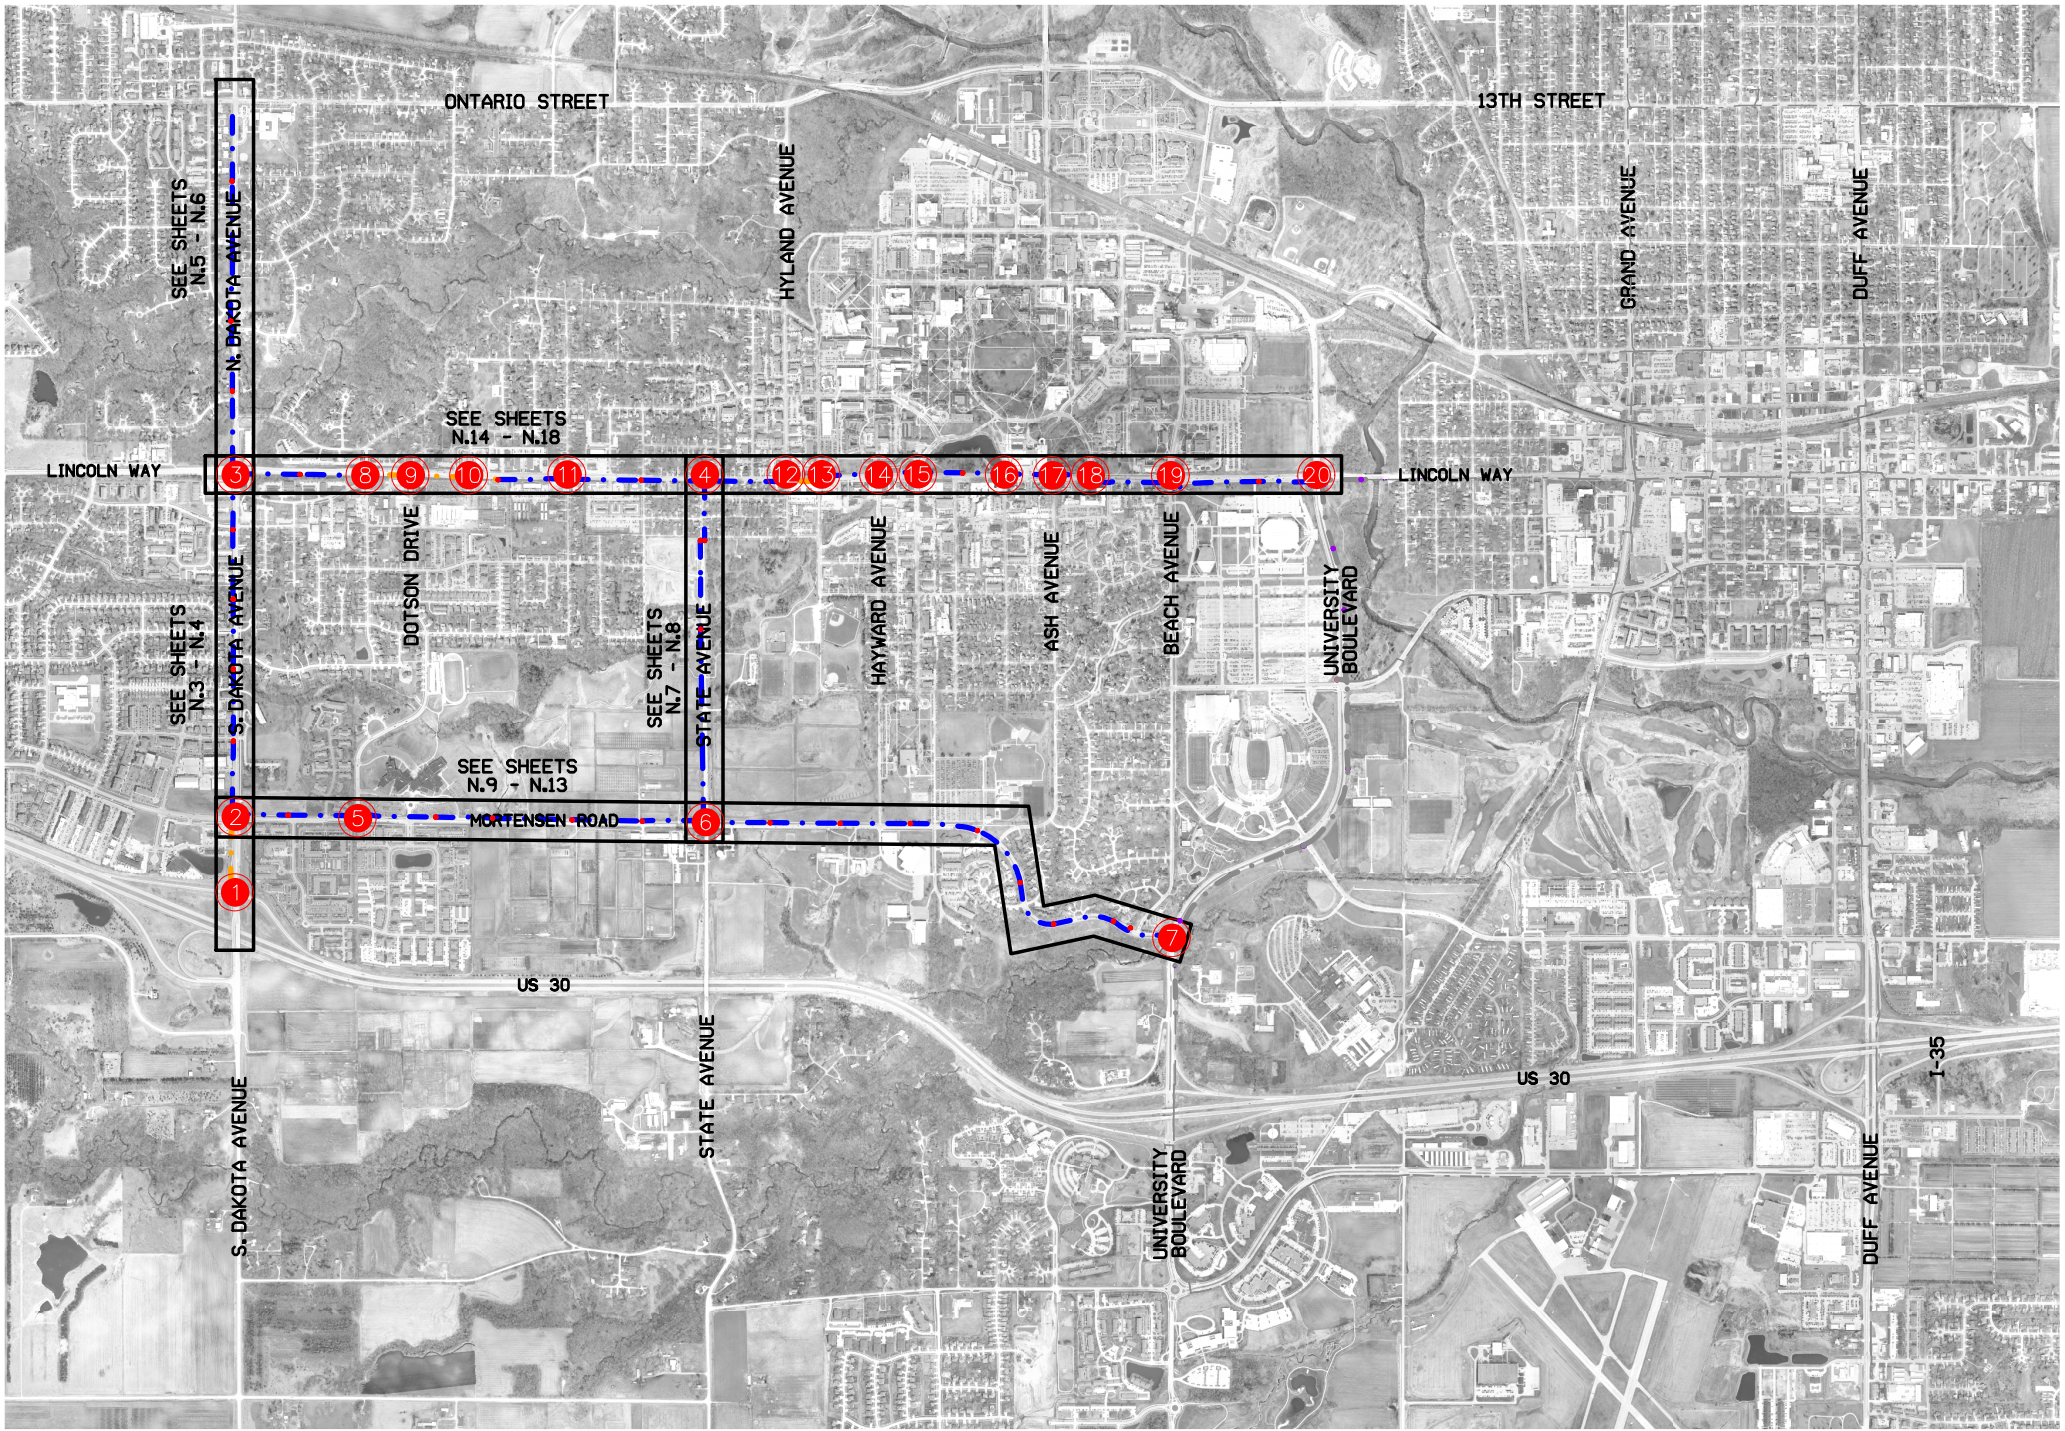 ONTARIO STREET
13TH STREET
HYLAND AVENUE
GRAND AVENUE
DUFF AVENUE
SEE SHEETS
N.5 - N.6
N. DAKOTA AVENUE
SEE SHEETS
N.14 - N.18
LINCOLN WAY
3
8
9
10
11
4
12
13
14
15
16
17
18
19
20
LINCOLN WAY
SEE SHEETS
N.3 - N.4
S. DAKOTA AVENUE
DOTSON DRIVE
SEE SHEETS
N.7 - N.8
STATE AVENUE
HAYWARD AVENUE
ASH AVENUE
BEACH AVENUE
UNIVERSITY
BOULEVARD
SEE SHEETS
N.9 - N.13
2
5
MORTENSEN ROAD
6
1
7
US 30
S. DAKOTA AVENUE
STATE AVENUE
UNIVERSITY
BOULEVARD
US 30
I-35
DUFF AVENUE